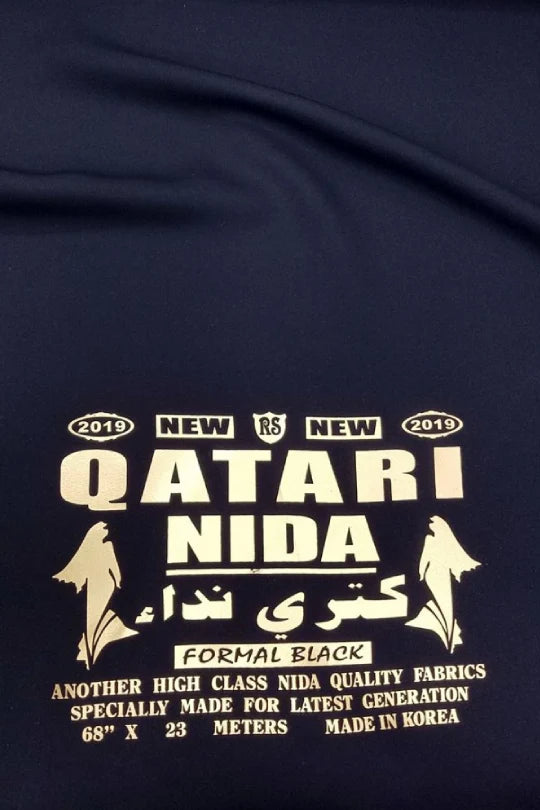 2019 NEW RS NEW 2019
QATARI
NIDA
كتري نداء
FORMAL BLACK
ANOTHER HIGH CLASS NIDA QUALITY FABRICS
SPECIALLY MADE FOR LATEST GENERATION
68” X 23 METERS MADE IN KOREA